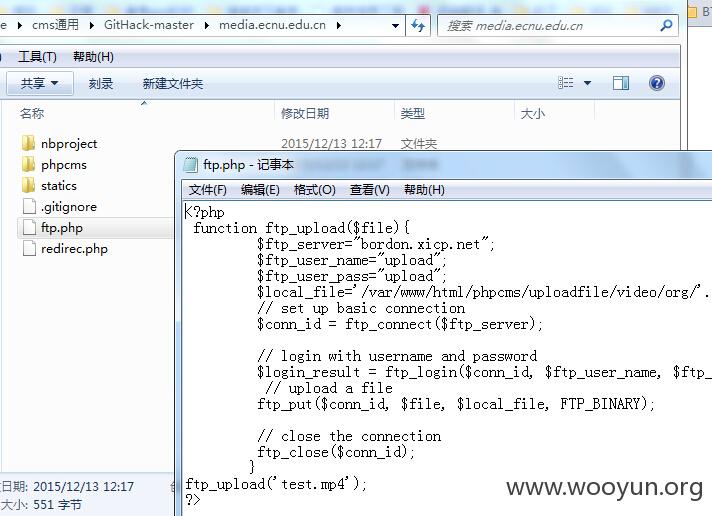 e ▸ cms通用 ▸ GitHack-master ▸ media.ecnu.edu.cn ▸ 搜索 media.ecnu.edu.cn
工具(T) 帮助(H)
共享 刻录 新建文件夹
名称 修改日期 类型 大小
nbproject 2015/12/13 12:17 文件夹
phpcms
statics
.gitignore
ftp.php
redirec.php
ftp.php - 记事本
文件(F) 编辑(E) 格式(O) 查看(V) 帮助(H)
<?php
function ftp_upload($file){
$ftp_server="bordon.xicp.net";
$ftp_user_name="upload";
$ftp_user_pass="upload";
$local_file='/var/www/html/phpcms/uploadfile/video/org/'.
// set up basic connection
$conn_id = ftp_connect($ftp_server);
// login with username and password
$login_result = ftp_login($conn_id, $ftp_user_name, $ftp_
// upload a file
ftp_put($conn_id, $file, $local_file, FTP_BINARY);
// close the connection
ftp_close($conn_id);
}
ftp_upload('test.mp4');
?>
日期: 2015/12/13 12:17
大小: 551 字节
www.wooyun.org